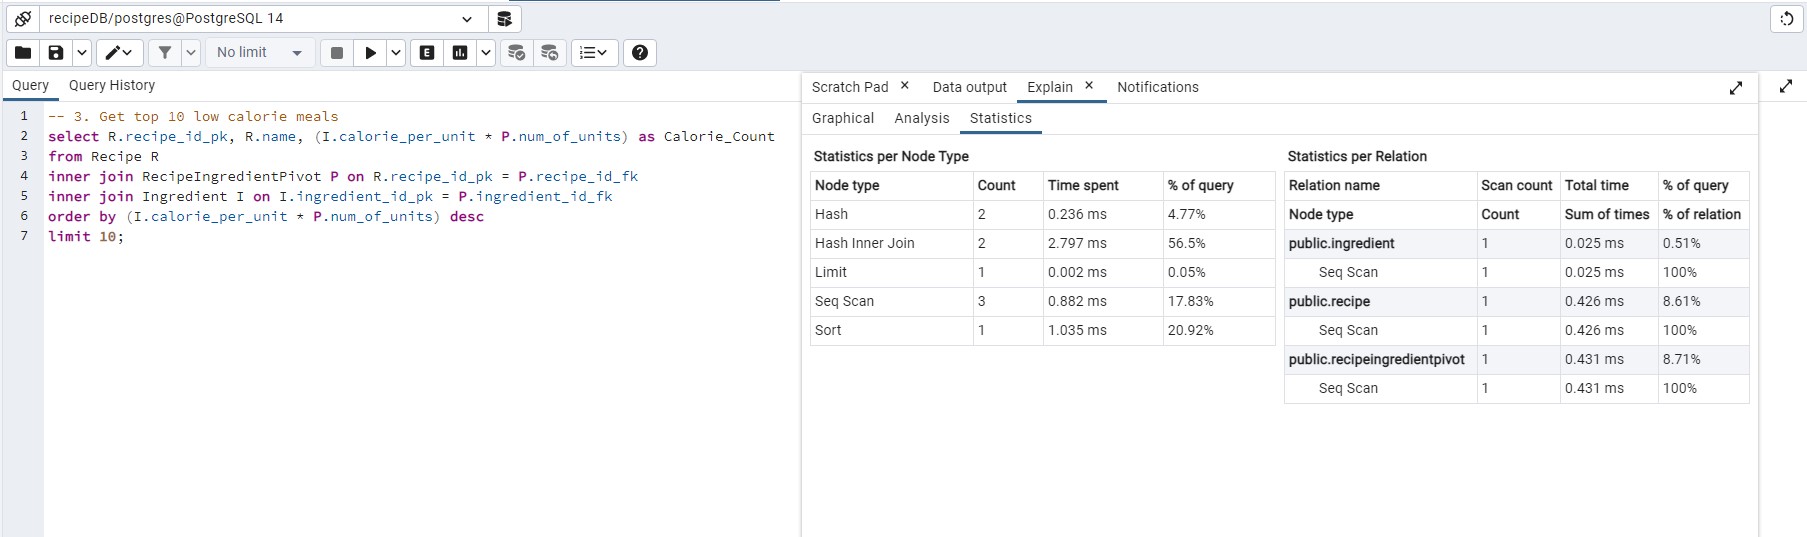 recipeDB/postgres@PostgreSQL 14
No limit
E
Query Query History
1 -- 3. Get top 10 low calorie meals
2 select R.recipe_id_pk, R.name, (I.calorie_per_unit * P.num_of_units) as Calorie_Count
3 from Recipe R
4 inner join RecipeIngredientPivot P on R.recipe_id_pk = P.recipe_id_fk
5 inner join Ingredient I on I.ingredient_id_pk = P.ingredient_id_fk
6 order by (I.calorie_per_unit * P.num_of_units) desc
7 limit 10;
Scratch Pad Data output Explain Notifications
Graphical Analysis Statistics
Statistics per Node Type
Node type Count Time spent % of query
Hash 2 0.236 ms 4.77%
Hash Inner Join 2 2.797 ms 56.5%
Limit 1 0.002 ms 0.05%
Seq Scan 3 0.882 ms 17.83%
Sort 1 1.035 ms 20.92%
Statistics per Relation
Relation name Scan count Total time % of query
Node type Count Sum of times % of relation
public.ingredient 1 0.025 ms 0.51%
Seq Scan 1 0.025 ms 100%
public.recipe 1 0.426 ms 8.61%
Seq Scan 1 0.426 ms 100%
public.recipeingredientpivot 1 0.431 ms 8.71%
Seq Scan 1 0.431 ms 100%